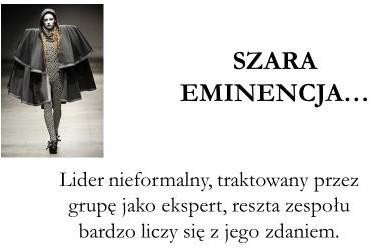 SZARA
EMINENCJA…
Lider nieformalny, traktowany przez
grupę jako ekspert, reszta zespołu
bardzo liczy się z jego zdaniem.